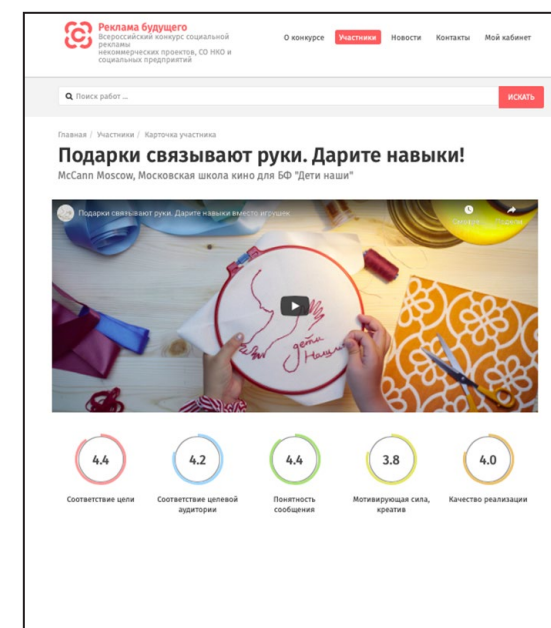 Реклама будущего
Всероссийский конкурс социальной
рекламы
некоммерческих проектов, СО НКО и
социальных предприятий
О конкурсе Участники Новости Контакты Мой кабинет
Поиск работ ...
ИСКАТЬ
Главная / Участники / Карточка участника
Подарки связывают руки. Дарите навыки!
McCann Moscow, Московская школа кино для БФ "Дети наши"
Подарки связывают руки. Дарите навыки вместо игрушек
дети
Наши
4.4 4.2 4.4 3.8 4.0
Соответствие цели
Соответствие целевой
аудитории
Понятность
сообщения
Мотивирующая сила,
креатив
Качество реализации